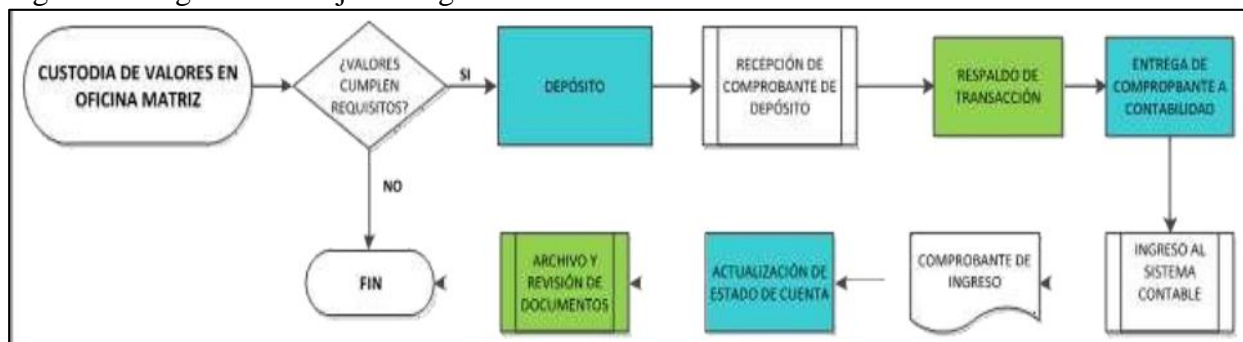 CUSTODIA DE VALORES EN
OFICINA MATRIZ
¿VALORES
CUMPLEN
REQUISITOS?
SI
DEPÓSITO
RECEPCIÓN DE
COMPROBANTE DE
DEPÓSITO
RESPALDO DE
TRANSACCIÓN
ENTREGA DE
COMPROPBANTE A
CONTABILIDAD
NO
FIN
ARCHIVO Y
REVISIÓN DE
DOCUMENTOS
ACTUALIZACIÓN DE
ESTADO DE CUENTA
COMPROBANTE DE
INGRESO
INGRESO AL
SISTEMA
CONTABLE